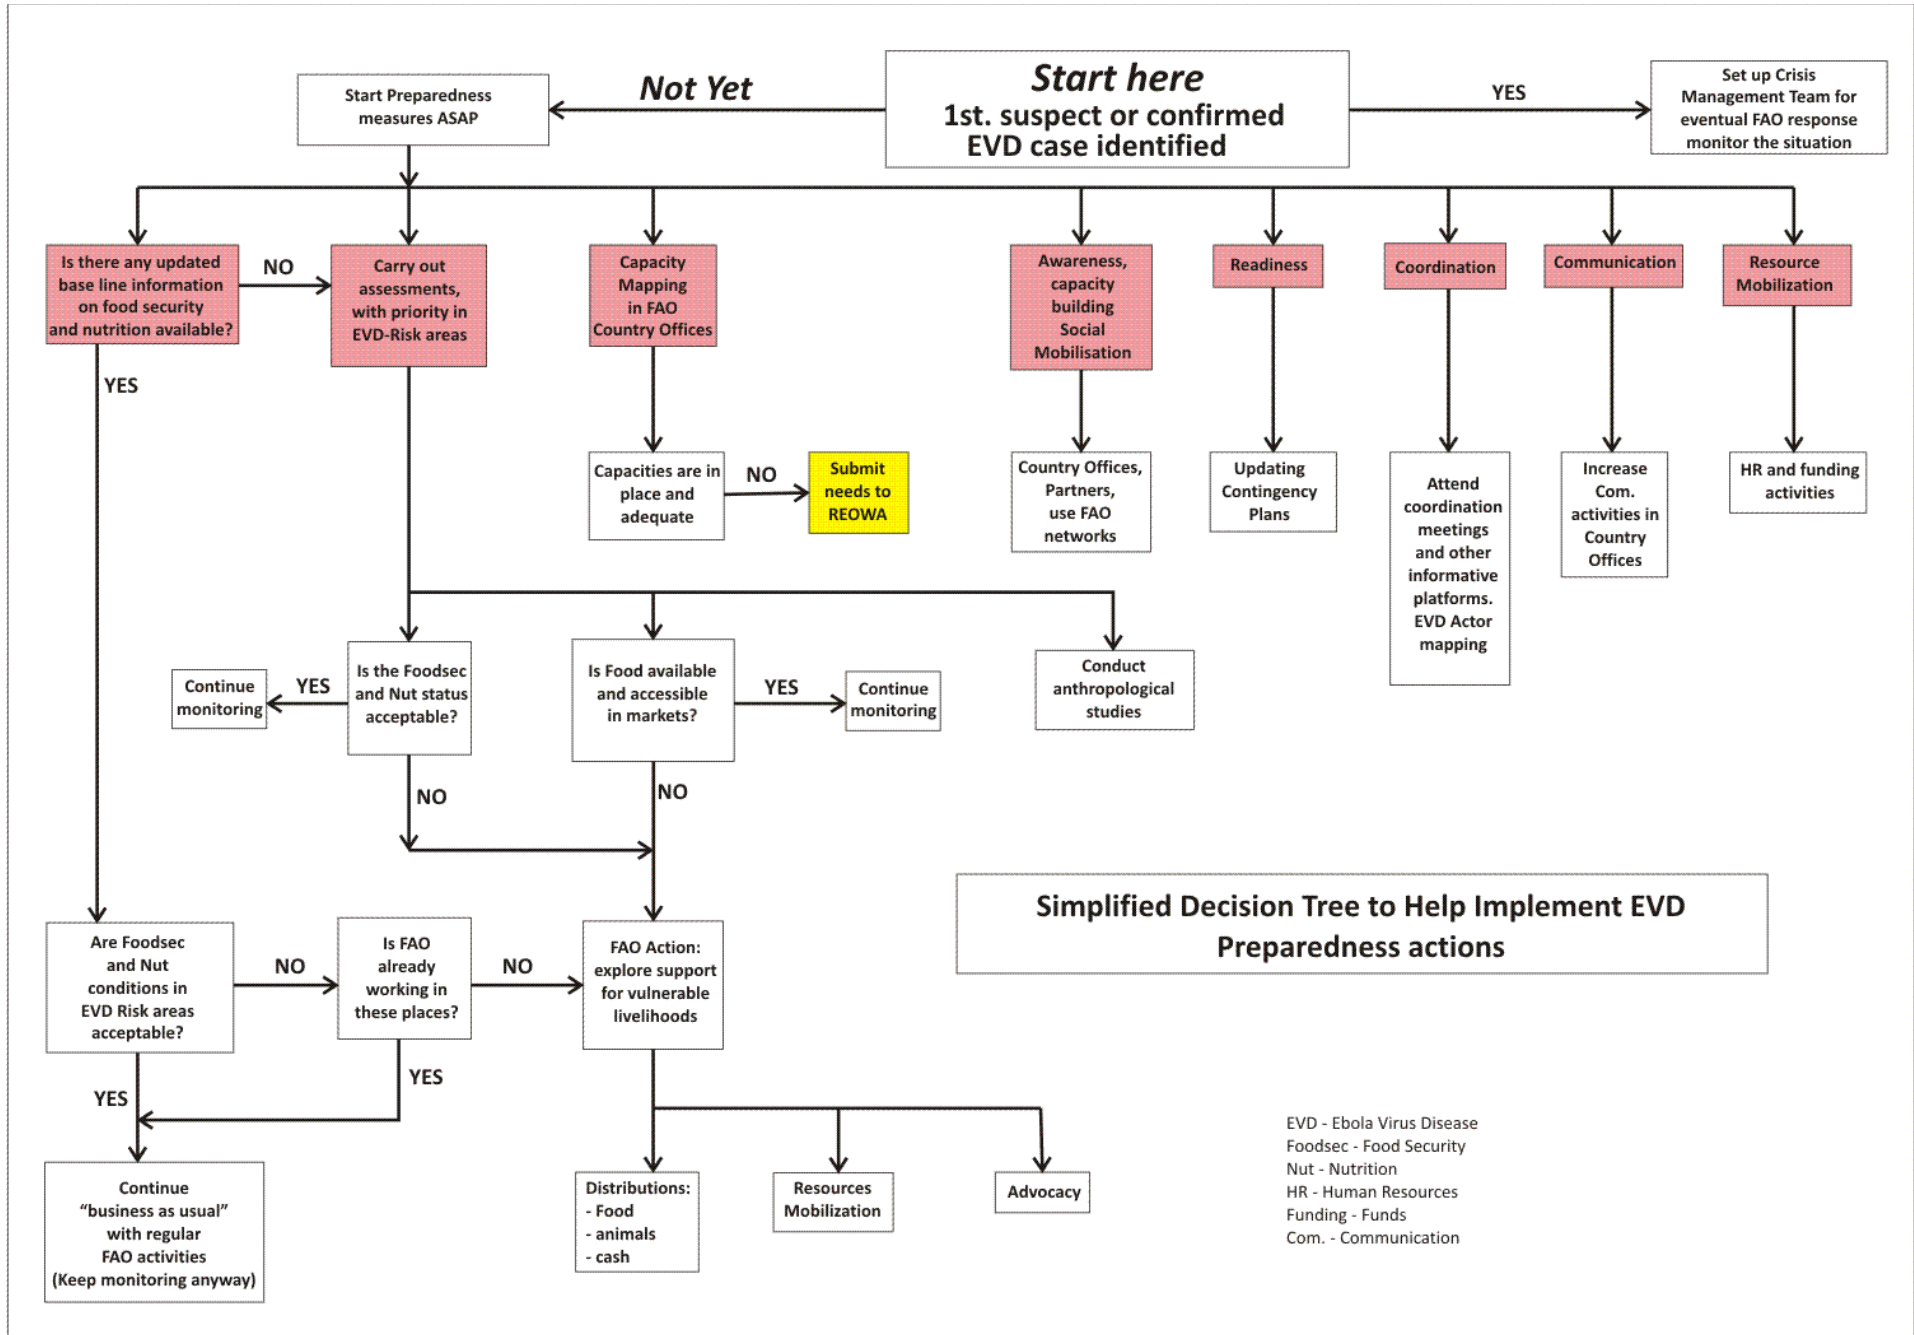 Start here
1st. suspect or confirmed
EVD case identified
Not Yet
YES
Start Preparedness
measures ASAP
Set up Crisis
Management Team for
eventual FAO response
monitor the situation
Is there any updated
base line information
on food security
and nutrition available?
NO
YES
Carry out
assessments,
with priority in
EVD-Risk areas
Capacity
Mapping
in FAO
Country Offices
Awareness,
capacity
building
Social
Mobilisation
Readiness
Coordination
Communication
Resource
Mobilization
Capacities are in
place and
adequate
NO
Submit
needs to
REOWA
Country Offices,
Partners,
use FAO
networks
Updating
Contingency
Plans
Attend
coordination
meetings
and other
informative
platforms.
EVD Actor
mapping
Increase
Com.
activities in
Country
Offices
HR and funding
activities
Continue
monitoring
YES
Is the Foodsec
and Nut status
acceptable?
NO
Is Food available
and accessible
in markets?
YES
NO
Continue
monitoring
Conduct
anthropological
studies
Simplified Decision Tree to Help Implement EVD
Preparedness actions
Are Foodsec
and Nut
conditions in
EVD Risk areas
acceptable?
NO
YES
Is FAO
already
working in
these places?
NO
YES
FAO Action:
explore support
for vulnerable
livelihoods
Continue
“business as usual”
with regular
FAO activities
(Keep monitoring anyway)
Distributions:
- Food
- animals
- cash
Resources
Mobilization
Advocacy
EVD - Ebola Virus Disease
Foodsec - Food Security
Nut - Nutrition
HR - Human Resources
Funding - Funds
Com. - Communication